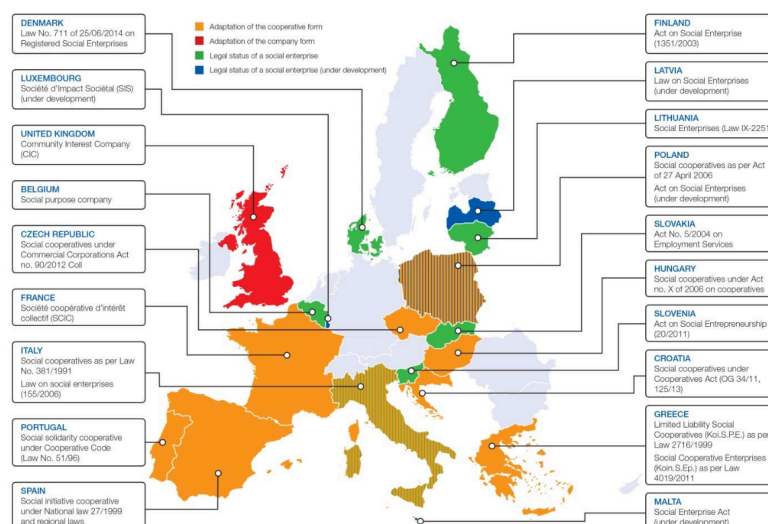 DENMARK
Law No. 711 of 25/06/2014 on
Registered Social Enterprises
LUXEMBOURG
Société d'Impact Sociétal (SIS)
(under development)
UNITED KINGDOM
Community Interest Company
(CIC)
BELGIUM
Social purpose company
CZECH REPUBLIC
Social cooperatives under
Commercial Corporations Act
no. 90/2012 Coll
FRANCE
Société coopérative d'intérêt
collectif (SCIC)
ITALY
Social cooperatives as per Law
No. 381/1991
Law on social enterprises
(155/2006)
PORTUGAL
Social solidarity cooperative
under Cooperative Code
(Law No. 51/96)
SPAIN
Social initiative cooperative
under National law 27/1999
and regional laws
Adaptation of the cooperative form
Adaptation of the company form
Legal status of a social enterprise
Legal status of a social enterprise (under development)
FINLAND
Act on Social Enterprise
(1351/2003)
LATVIA
Law on Social Enterprises
(under development)
LITHUANIA
Social Enterprises (Law IX-2251
POLAND
Social cooperatives as per Act
of 27 April 2006
Act on Social Enterprises
(under development)
SLOVAKIA
Act No. 5/2004 on
Employment Services
HUNGARY
Social cooperatives under Act
no. X of 2006 on cooperatives
SLOVENIA
Act on Social Entrepreneurship
(20/2011)
CROATIA
Social cooperatives under
Cooperatives Act (OG 34/11,
125/13)
GREECE
Limited Liability Social
Cooperatives (Koi.S.P.E.) as per
Law 2716/1999
Social Cooperative Enterprises
(Koin.S.Ep.) as per Law
4019/2011
MALTA
Social Enterprise Act
(under development)